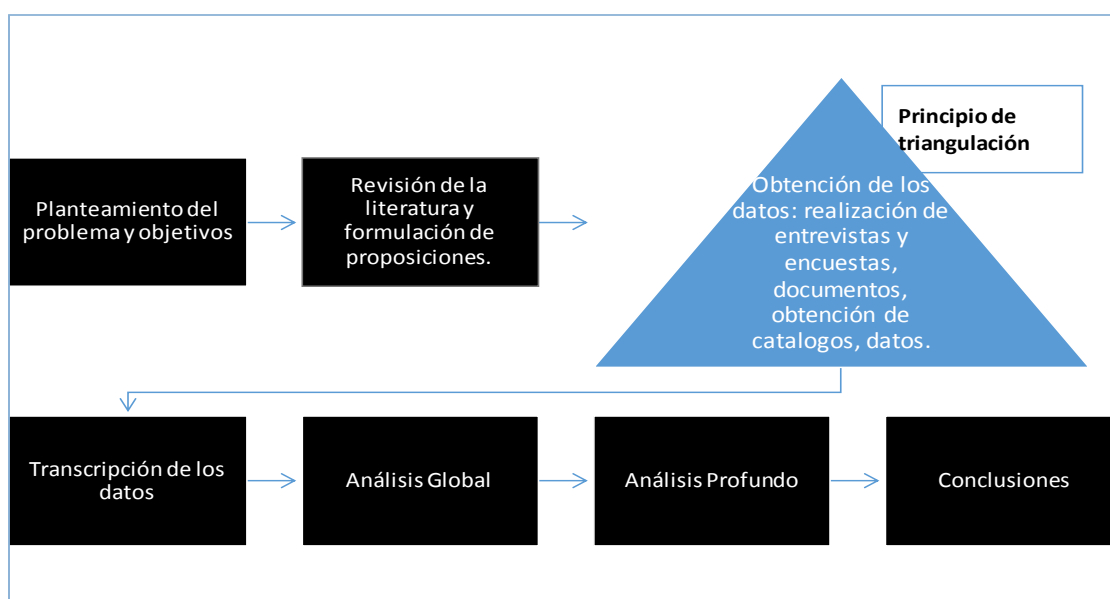 Planteamiento del
problema y objetivos
Revisión de la
literatura y
formulación de
proposiciones.
Principio de
triangulación
Obtención de los
datos: realización de
entrevistas y
encuestas,
documentos,
obtención de
catalogos, datos.
Transcripción de los
datos
Análisis Global
Análisis Profundo
Conclusiones